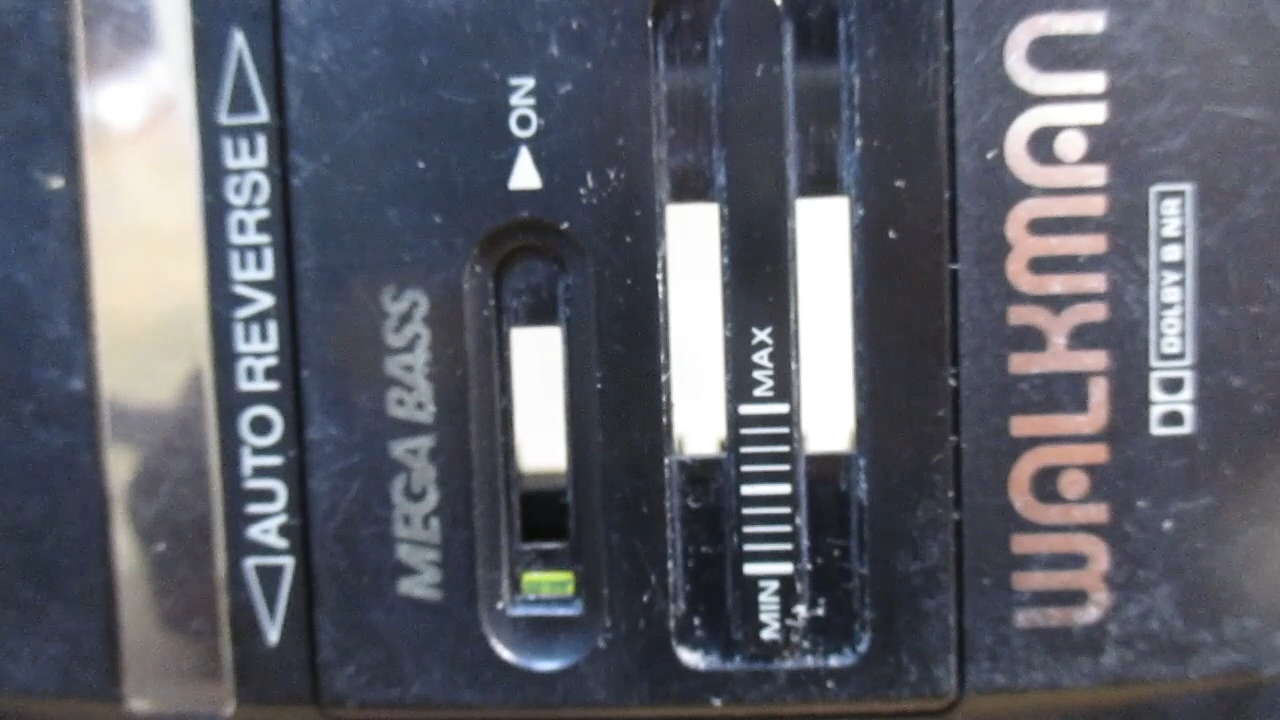 AUTO REVERSE
MEGA BASS
ON
MIN MAX
WALKMAN
DOLBY B NR